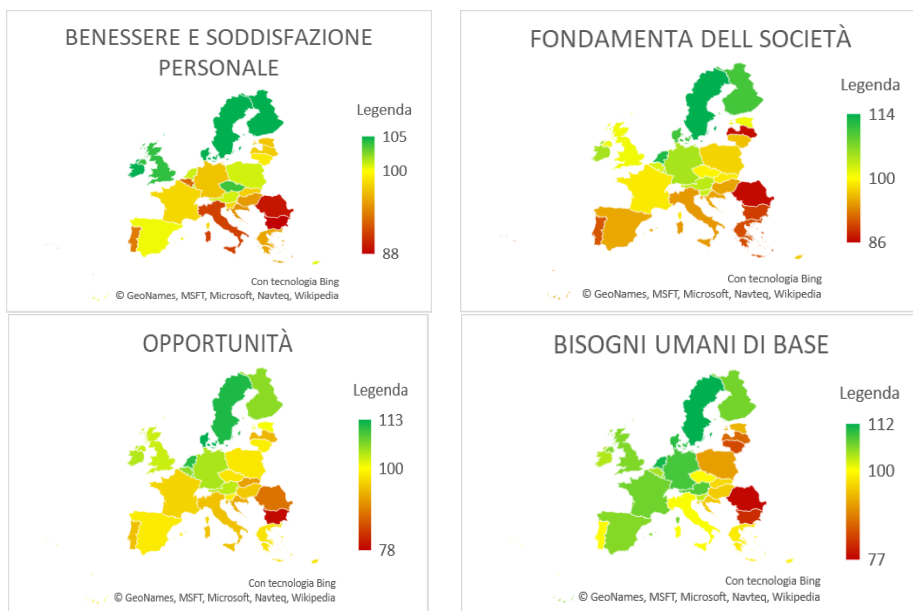 BENESSERE E SODDISFAZIONE
PERSONALE
Legenda
105
100
88
Con tecnologia Bing
© GeoNames, MSFT, Microsoft, Navteq, Wikipedia
FONDAMENTA DELL SOCIETÀ
Legenda
114
100
86
Con tecnologia Bing
© GeoNames, MSFT, Microsoft, Navteq, Wikipedia
OPPORTUNITÀ
Legenda
113
100
78
Con tecnologia Bing
© GeoNames, MSFT, Microsoft, Navteq, Wikipedia
BISOGNI UMANI DI BASE
Legenda
112
100
77
Con tecnologia Bing
© GeoNames, MSFT, Microsoft, Navteq, Wikipedia